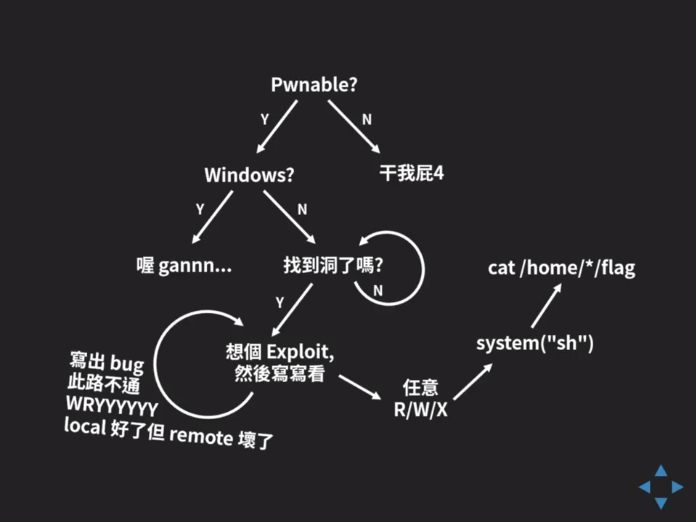 Pwnable?
Y
N
Windows?
干我屁4
Y
N
喔 gannn...
找到洞了嗎?
cat /home/*/flag
N
Y
想個 Exploit,
然後寫寫看
system("sh")
寫出 bug
此路不通
WRYYYYYY
local 好了但 remote 壞了
任意
R/W/X